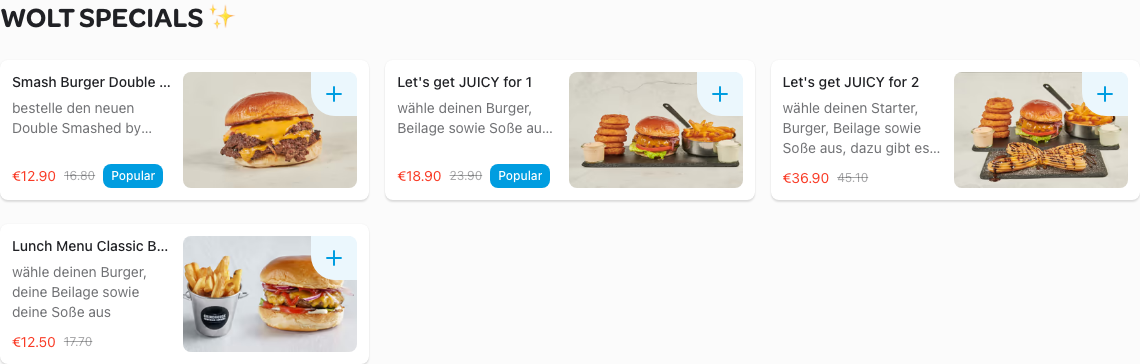 WOLT SPECIALS ✨
Smash Burger Double ...
bestelle den neuen
Double Smashed by...
€12.90 16.80 Popular
Let's get JUICY for 1
wähle deinen Burger,
Beilage sowie Soße au...
€18.90 23.90 Popular
Let's get JUICY for 2
wähle deinen Starter,
Burger, Beilage sowie
Soße aus, dazu gibt es...
€36.90 45.10
Lunch Menu Classic B...
wähle deinen Burger,
deine Beilage sowie
deine Soße aus
€12.50 17.70